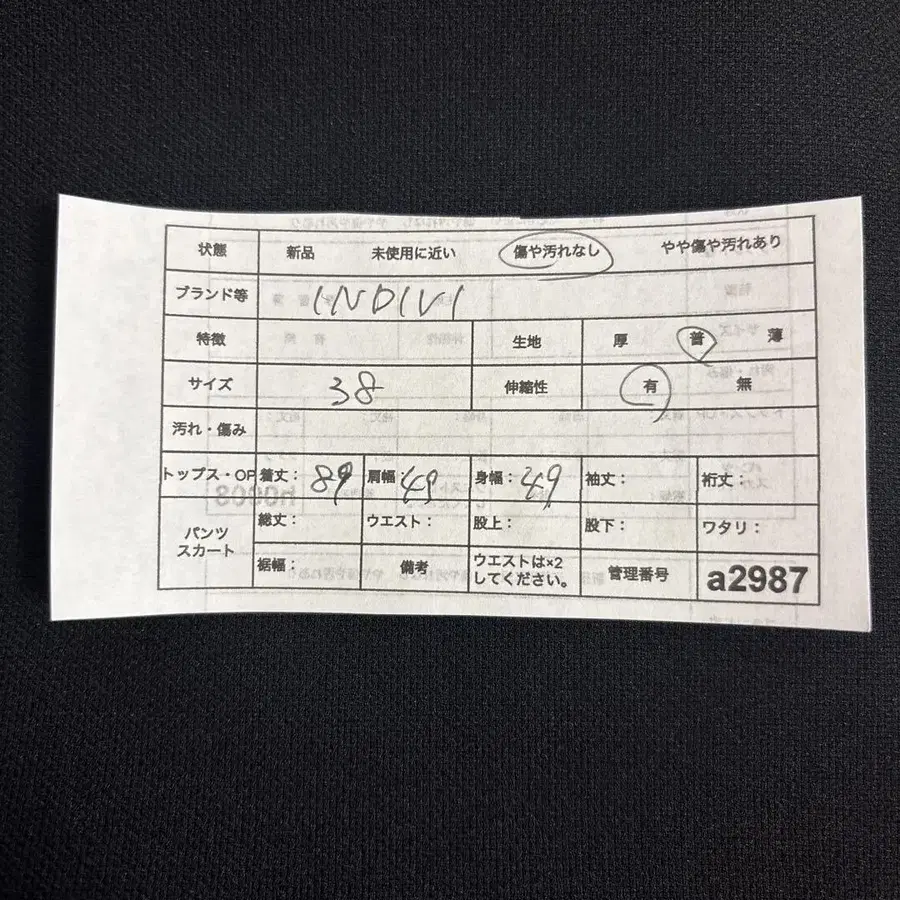 状態 新品 未使用に近い 傷や汚れなし やや傷や汚れあり
ブランド等 INDIVI
特徴 生地 厚 普 薄
サイズ 38 伸縮性 有 無
汚れ・傷み
トップス・OP 着丈： 89 肩幅： 49 身幅： 49 袖丈： 裄丈：
パンツ スカート 総丈： ウエスト： 股上： 股下： ワタリ：
裾幅： 備考 ウエストは×2 してください。 管理番号 a2987